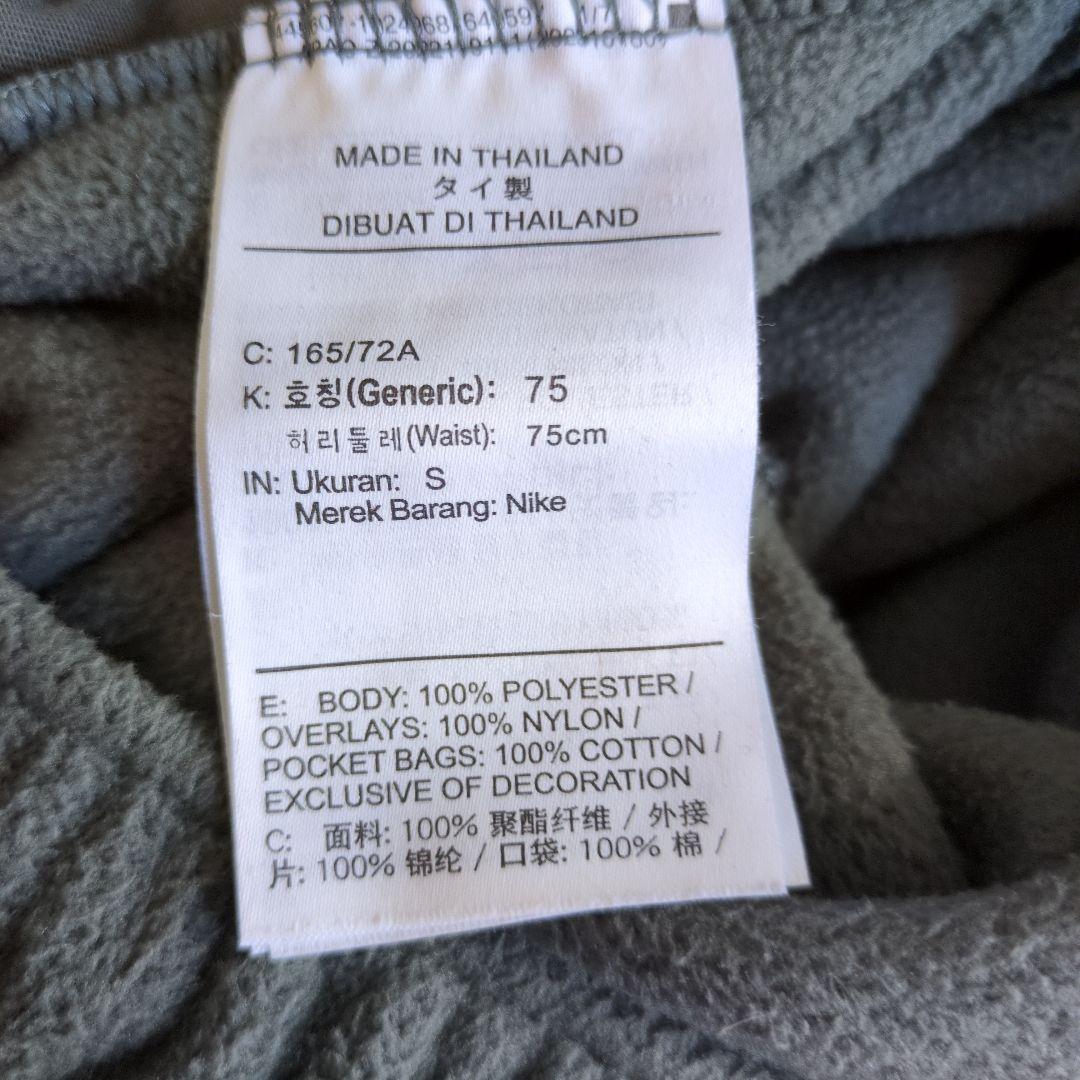 MADE IN THAILAND
タイ製
DIBUAT DI THAILAND
C: 165/72A
K: 호칭(Generic): 75
허리둘레(Waist): 75cm
IN: Ukuran: S
Merek Barang: Nike
E: BODY: 100% POLYESTER /
OVERLAYS: 100% NYLON /
POCKET BAGS: 100% COTTON /
EXCLUSIVE OF DECORATION
C: 面料: 100% 聚酯纤维 / 外接
片: 100% 锦纶 / 口袋: 100% 棉 /